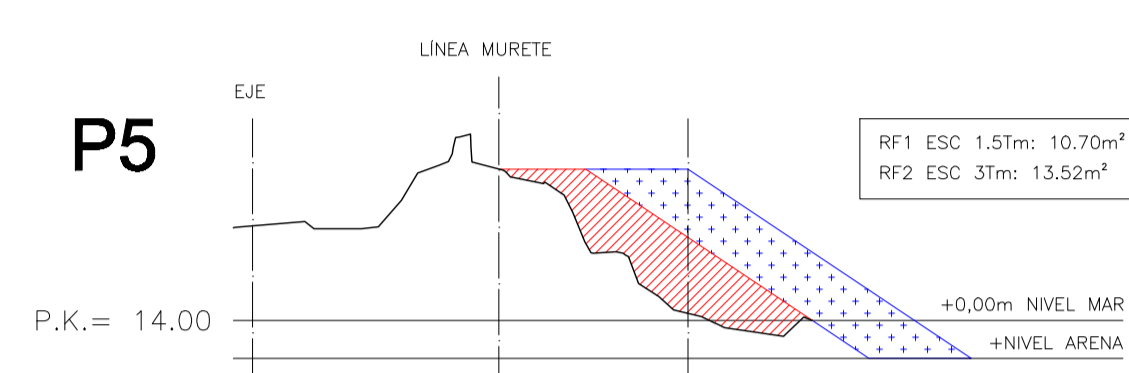 LÍNEA MURETE
EJE
P5
RF1 ESC 1.5Tm: 10.70m²
RF2 ESC 3Tm: 13.52m²
+0,00m NIVEL MAR
P.K.= 14.00
+NIVEL ARENA